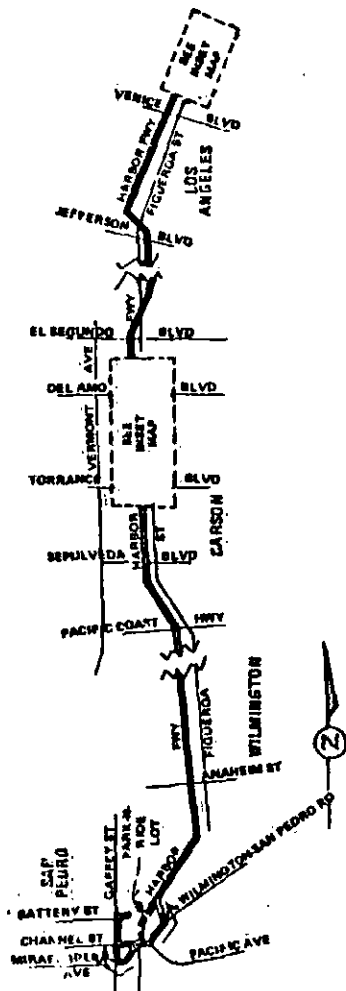 SEE
INSET
MAP
VENICE BLVD
HARBOR FWY
FIGUEROA ST
LOS
ANGELES
JEFFERSON BLVD
FWY
EL SEGUNDO BLVD
AVE
DEL AMO BLVD
SEE
INSET
MAP
VERMONT
TORRANCE BLVD
HARBOR
ST
CARSON
SEPULVEDA BLVD
PACIFIC COAST HWY
WILMINGTON
FWY
FIGUEROA
ANAHEIM ST
2
SAN
PEDRO
GAFFEY ST
PARK-N-
RIDE
LOT
HARBOR
WILMINGTON-SAN PEDRO RD
BATTERY ST
CHANNEL ST
AVE
PACIFIC AVE